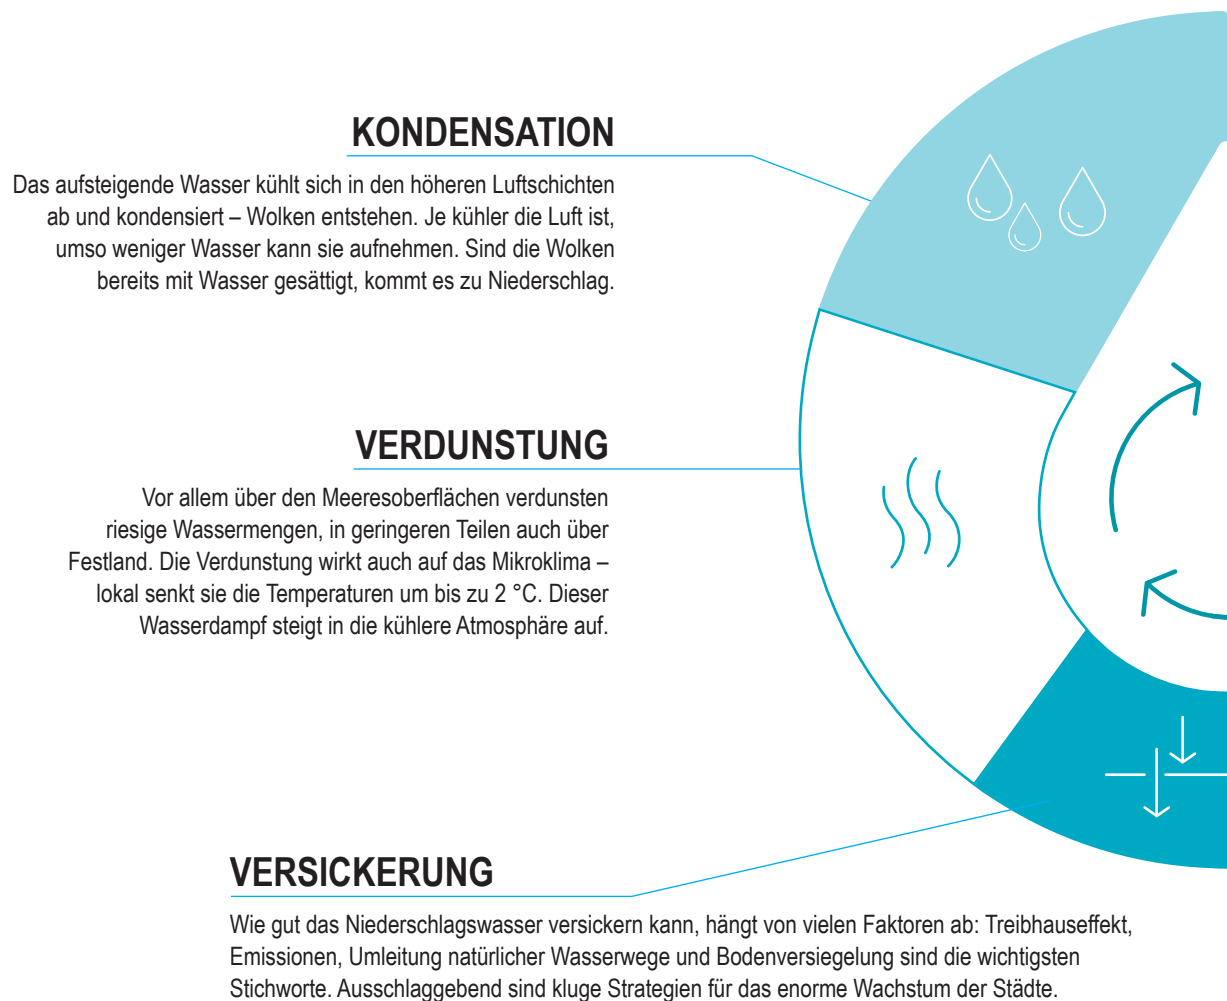 KONDENSATION
Das aufsteigende Wasser kühlt sich in den höheren Luftschichten
ab und kondensiert – Wolken entstehen. Je kühler die Luft ist,
umso weniger Wasser kann sie aufnehmen. Sind die Wolken
bereits mit Wasser gesättigt, kommt es zu Niederschlag.
VERDUNSTUNG
Vor allem über den Meeresoberflächen verdunsten
riesige Wassermengen, in geringeren Teilen auch über
Festland. Die Verdunstung wirkt auch auf das Mikroklima –
lokal senkt sie die Temperaturen um bis zu 2 °C. Dieser
Wasserdampf steigt in die kühlere Atmosphäre auf.
VERSICKERUNG
Wie gut das Niederschlagswasser versickern kann, hängt von vielen Faktoren ab: Treibhauseffekt,
Emissionen, Umleitung natürlicher Wasserwege und Bodenversiegelung sind die wichtigsten
Stichworte. Ausschlaggebend sind kluge Strategien für das enorme Wachstum der Städte.